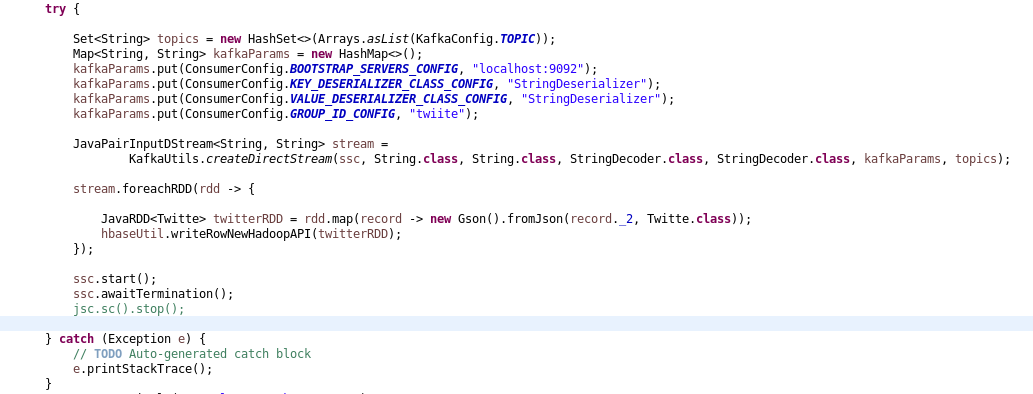 try {
Set<String> topics = new HashSet<>(Arrays.asList(KafkaConfig.TOPIC));
Map<String, String> kafkaParams = new HashMap<>();
kafkaParams.put(ConsumerConfig.BOOTSTRAP_SERVERS_CONFIG, "localhost:9092");
kafkaParams.put(ConsumerConfig.KEY_DESERIALIZER_CLASS_CONFIG, "StringDeserializer");
kafkaParams.put(ConsumerConfig.VALUE_DESERIALIZER_CLASS_CONFIG, "StringDeserializer");
kafkaParams.put(ConsumerConfig.GROUP_ID_CONFIG, "twiite");
JavaPairInputDStream<String, String> stream =
KafkaUtils.createDirectStream(ssc, String.class, String.class, StringDecoder.class, StringDecoder.class, kafkaParams, topics);
stream.foreachRDD(rdd -> {
JavaRDD<Twitte> twitterRDD = rdd.map(record -> new Gson().fromJson(record._2, Twitte.class));
hbaseUtil.writeRowNewHadoopAPI(twitterRDD);
});
ssc.start();
ssc.awaitTermination();
jsc.sc().stop();
} catch (Exception e) {
// TODO Auto-generated catch block
e.printStackTrace();
}